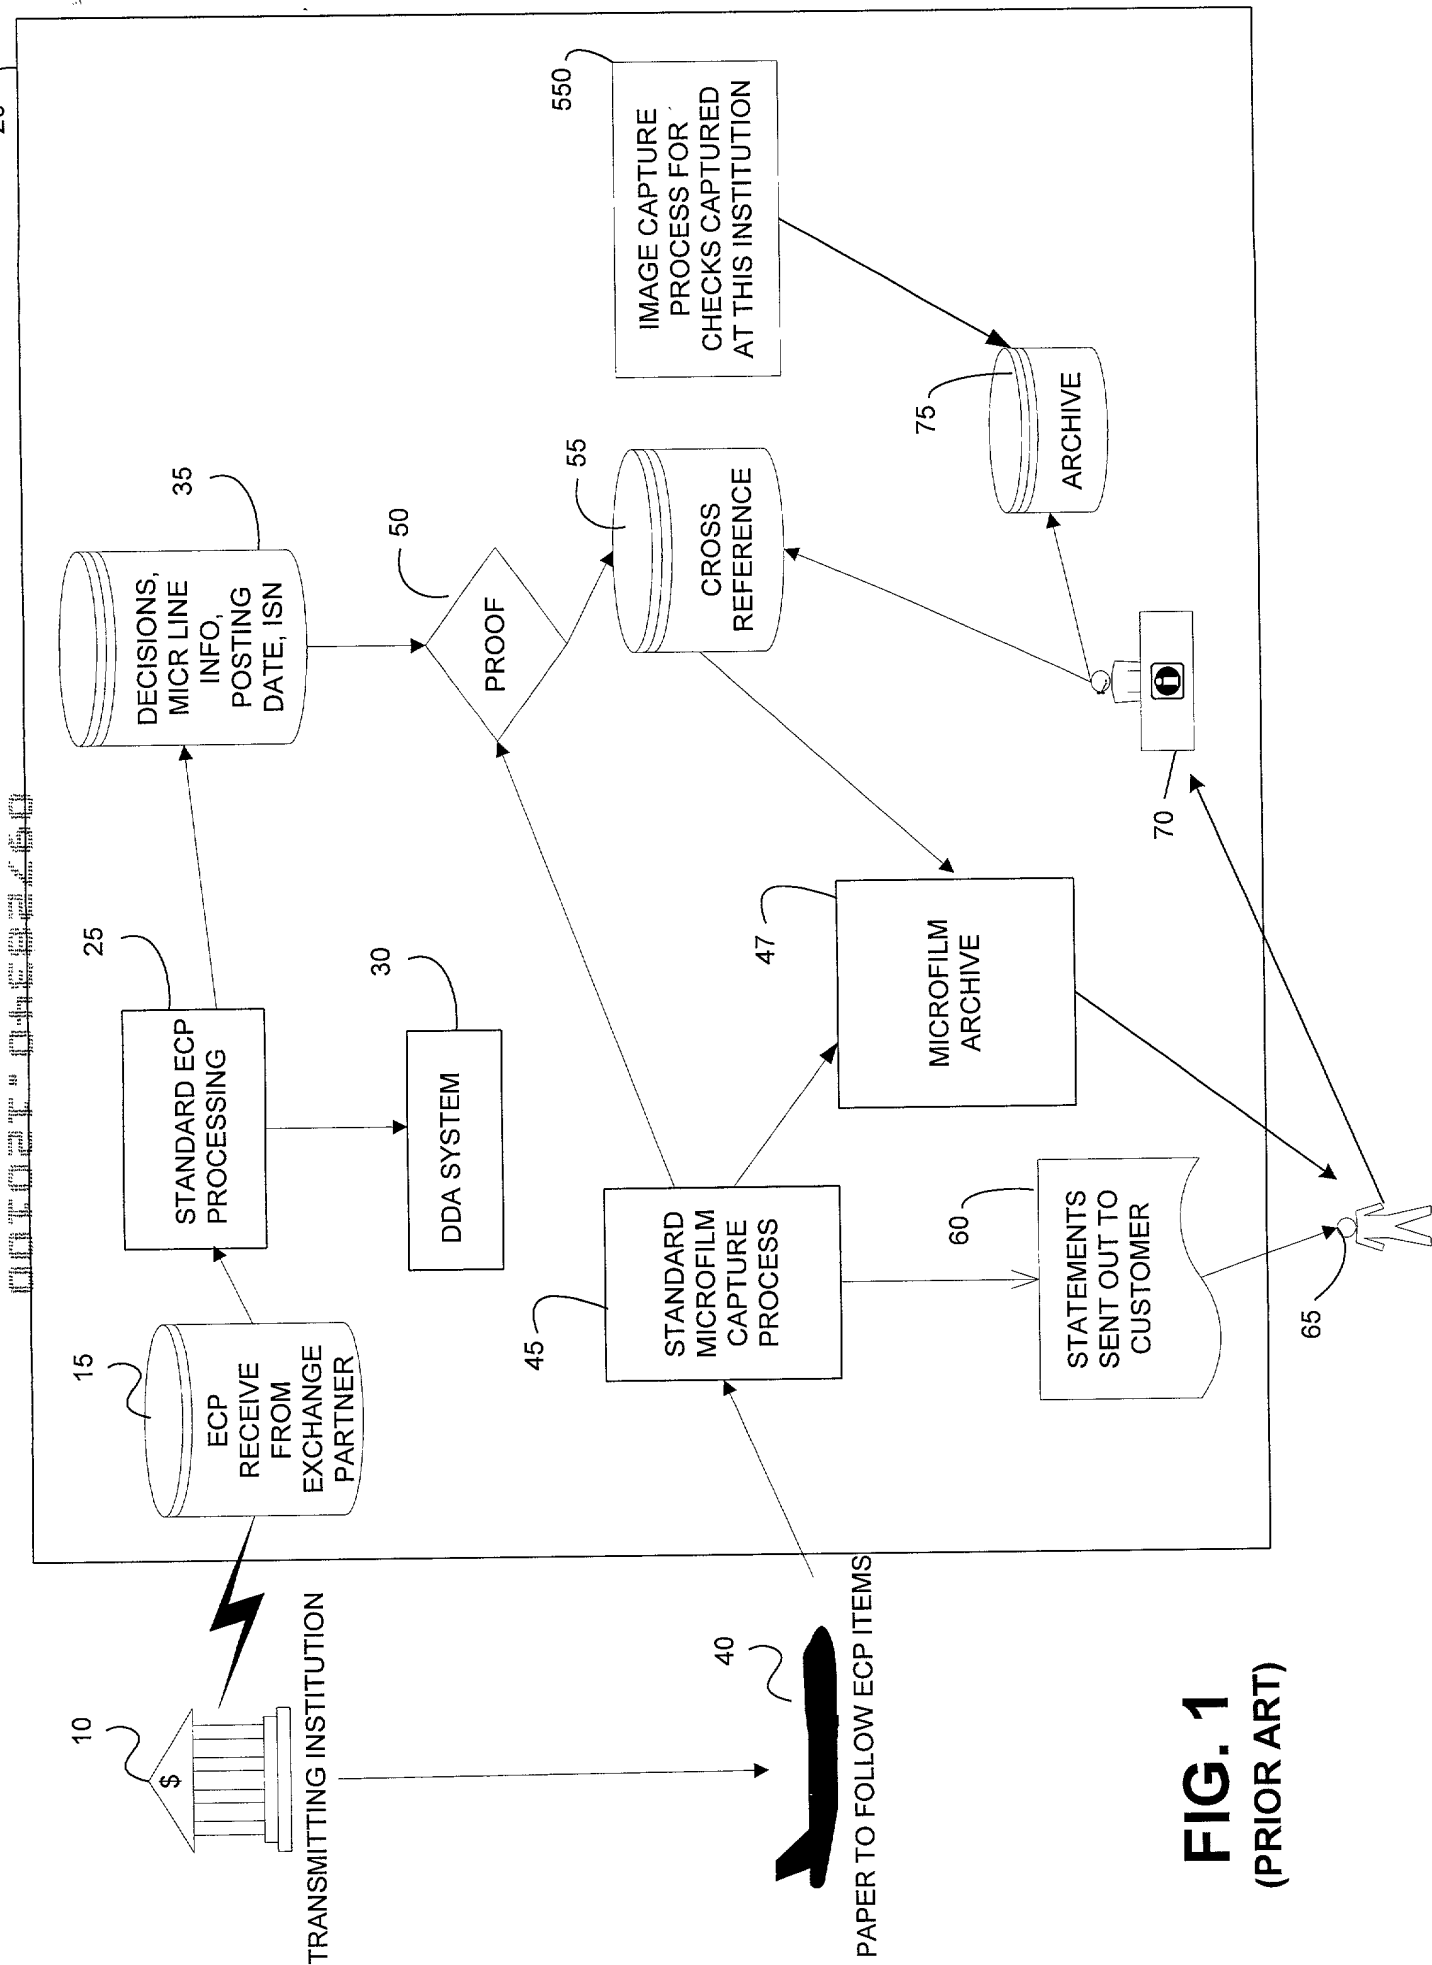 10
$
TRANSMITTING INSTITUTION
15
ECP
RECEIVE
FROM
EXCHANGE
PARTNER
25
STANDARD ECP
PROCESSING
30
DDA SYSTEM
35
DECISIONS,
MICR LINE
INFO,
POSTING
DATE, ISN
50
PROOF
40
PAPER TO FOLLOW ECP ITEMS
45
STANDARD
MICROFILM
CAPTURE
PROCESS
47
MICROFILM
ARCHIVE
55
CROSS
REFERENCE
550
IMAGE CAPTURE
PROCESS FOR
CHECKS CAPTURED
AT THIS INSTITUTION
75
ARCHIVE
60
STATEMENTS
SENT OUT TO
CUSTOMER
65
70
i
FIG. 1
(PRIOR ART)